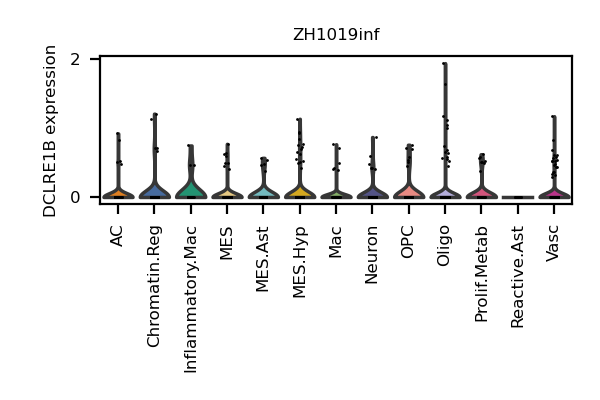 ZH1019inf
DCLRE1B expression
2
0
AC
Chromatin.Reg
Inflammatory.Mac
MES
MES.Ast
MES.Hyp
Mac
Neuron
OPC
Oligo
Prolif.Metab
Reactive.Ast
Vasc